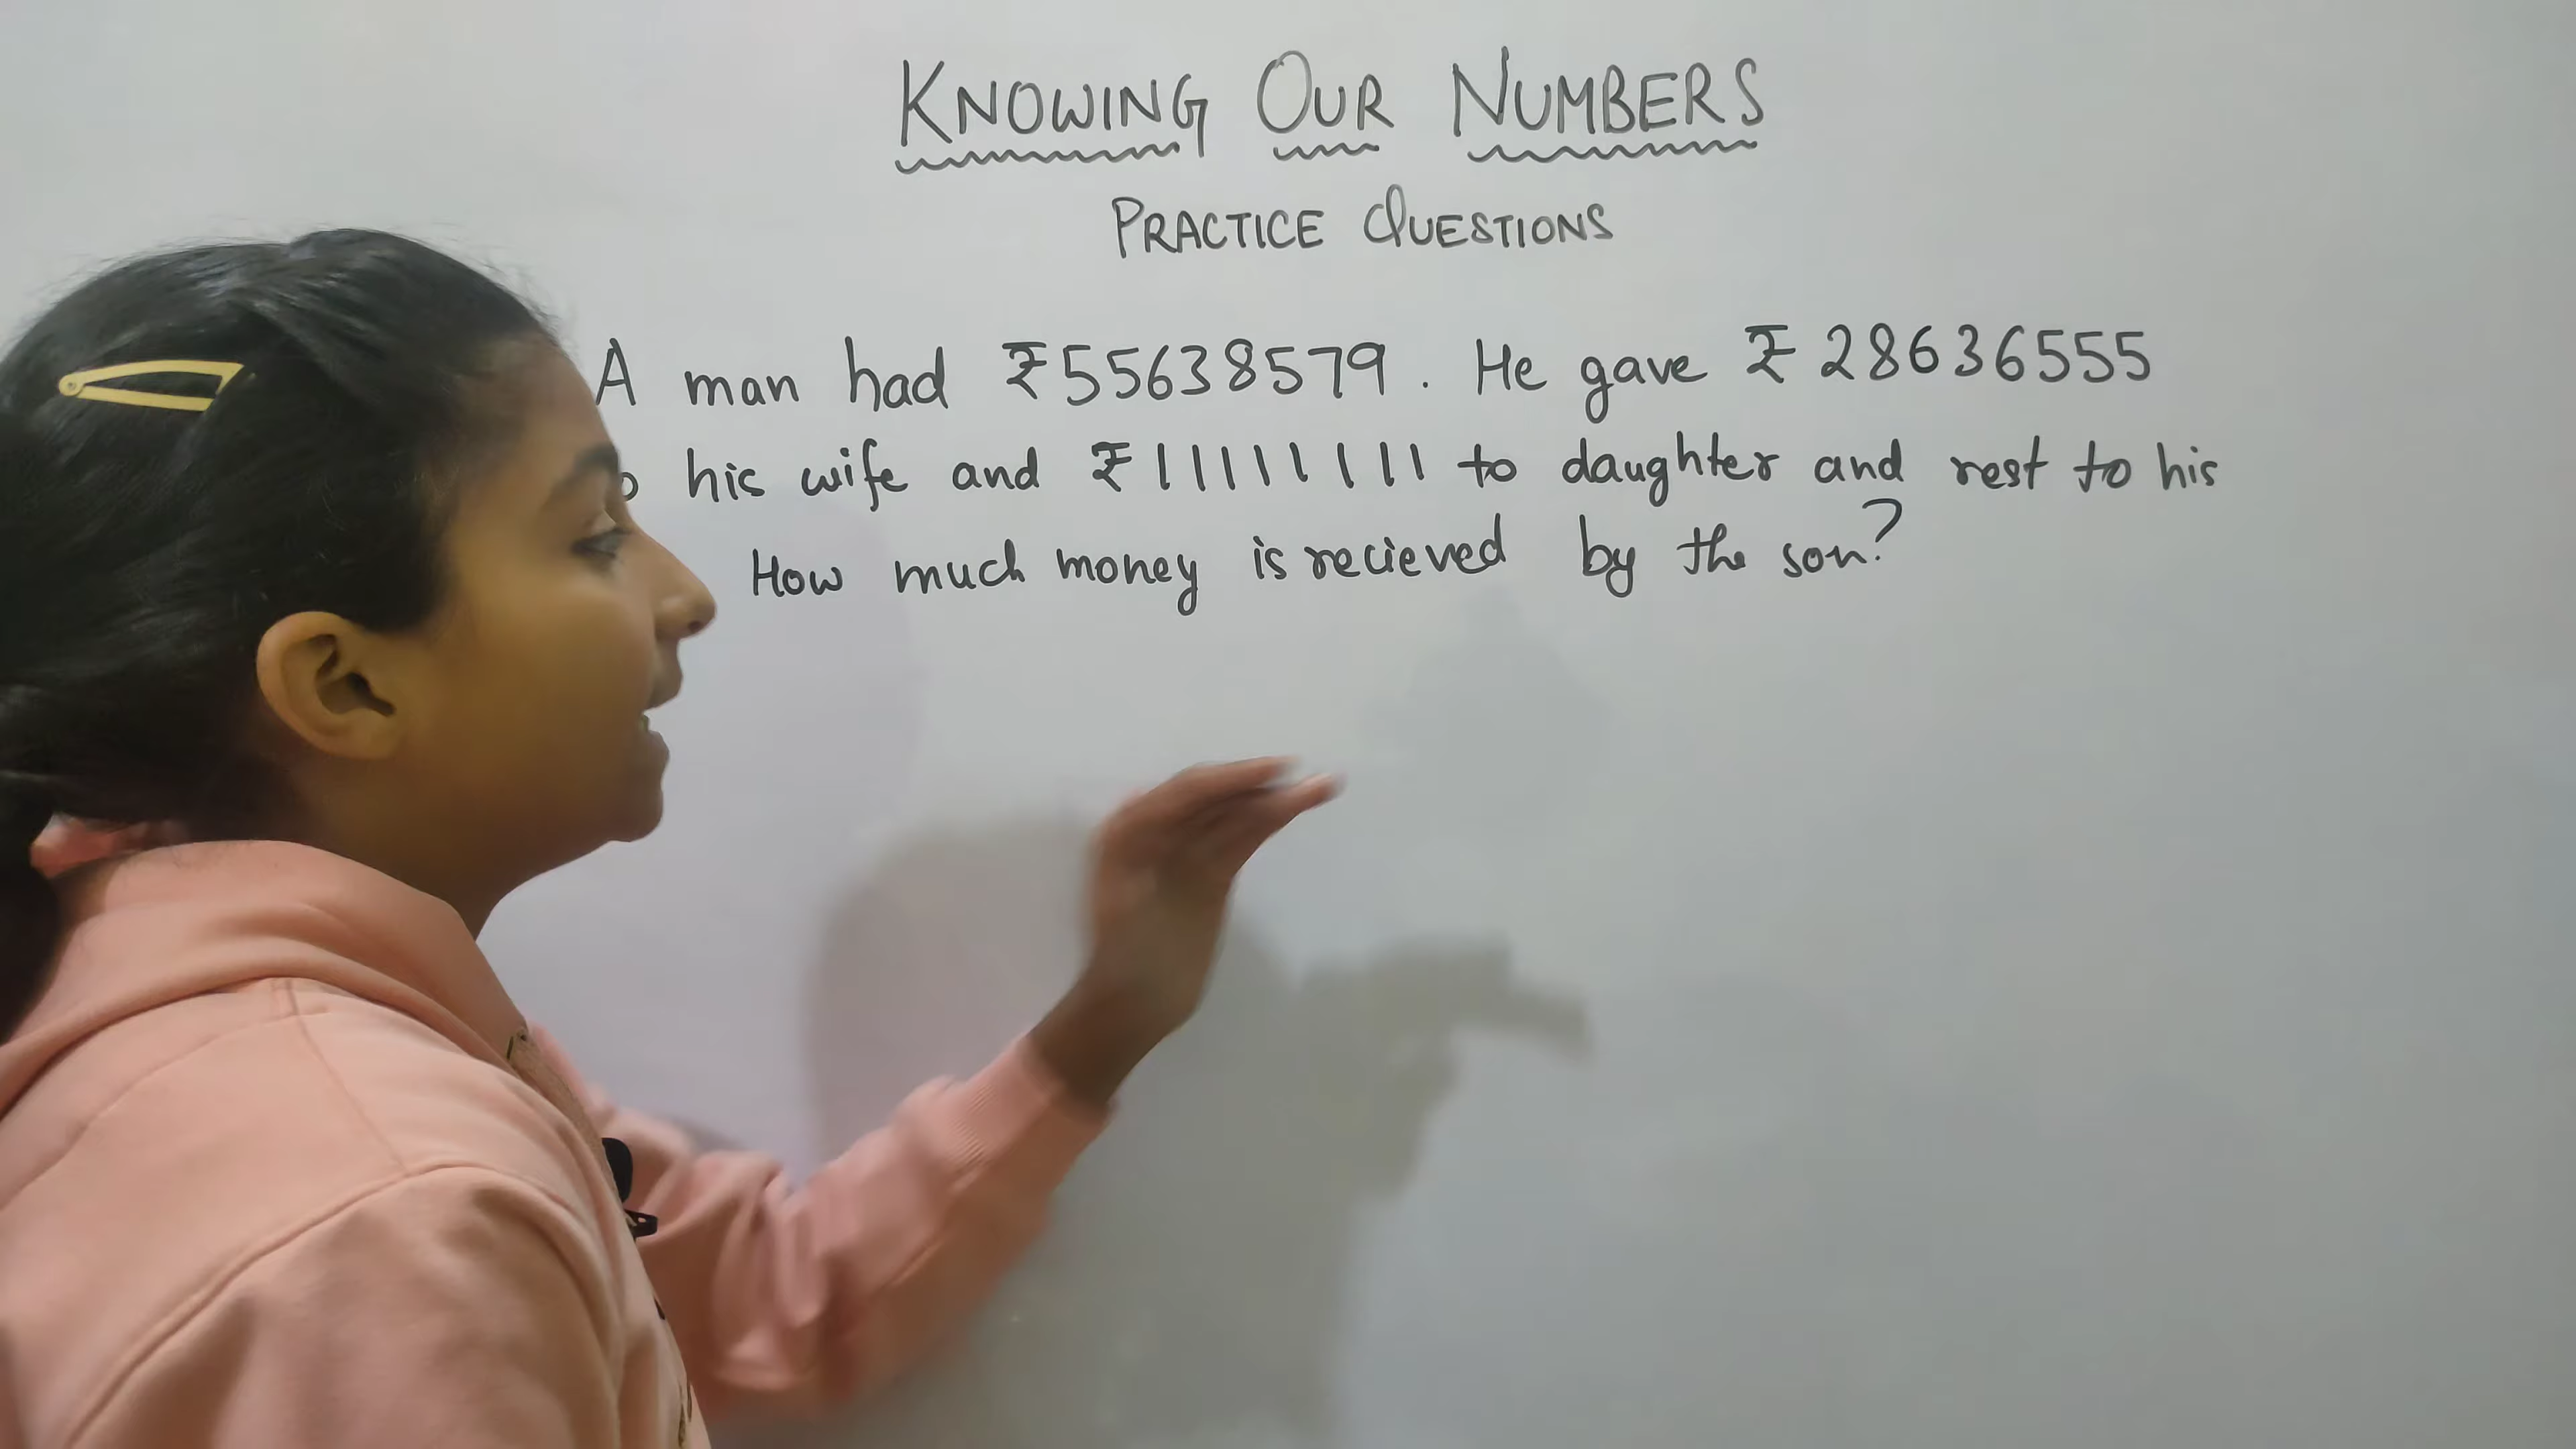 KNOWING OUR NUMBERS
PRACTICE QUESTIONS
A man had ₹55638579. He gave ₹28636555
his wife and ₹11111111 to daughter and rest to his
How much money is recieved by the son?